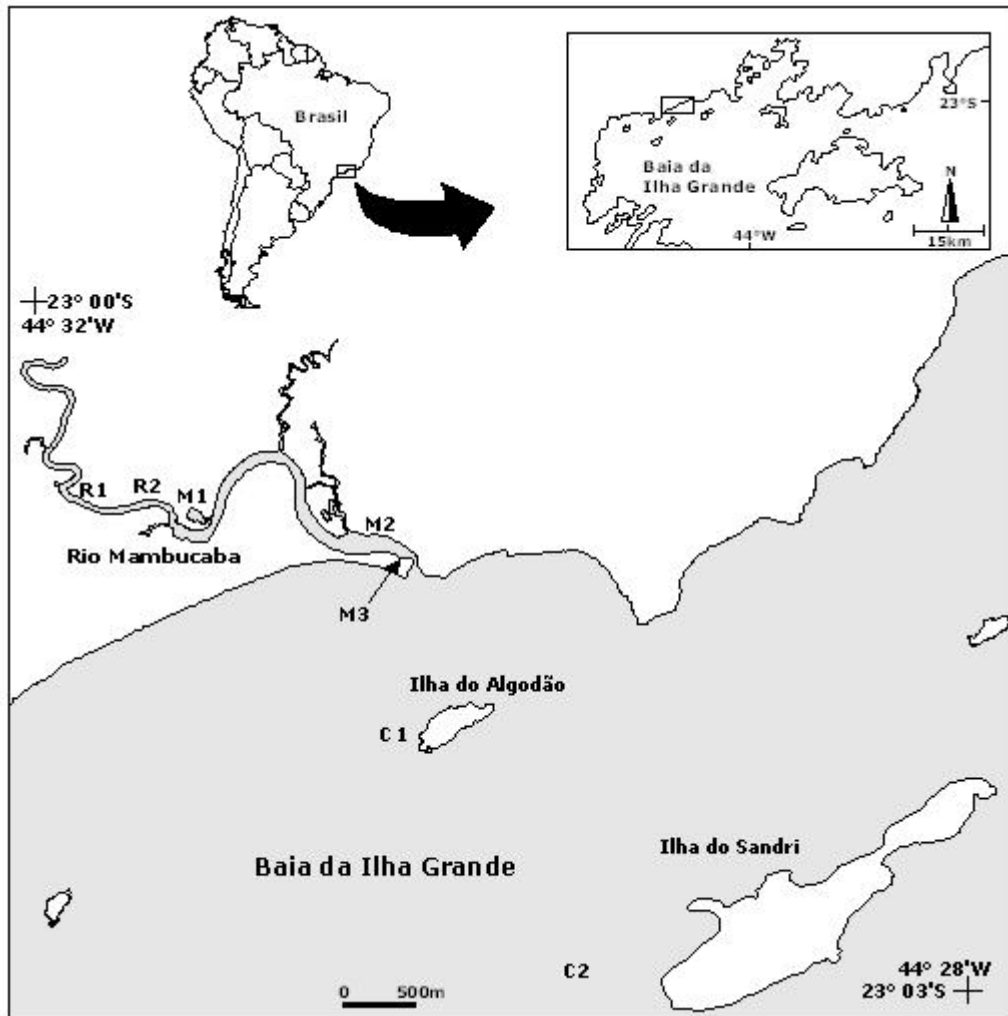 Brasil
23°S
Baia da
Ilha Grande
N
44°W
15km
23° 00'S
44° 32'W
R1
R2
M1
M2
Rio Mambucaba
M3
Ilha do Algodão
C 1
Ilha do Sandri
Baia da Ilha Grande
C2
44° 28'W
23° 03'S
0 500m